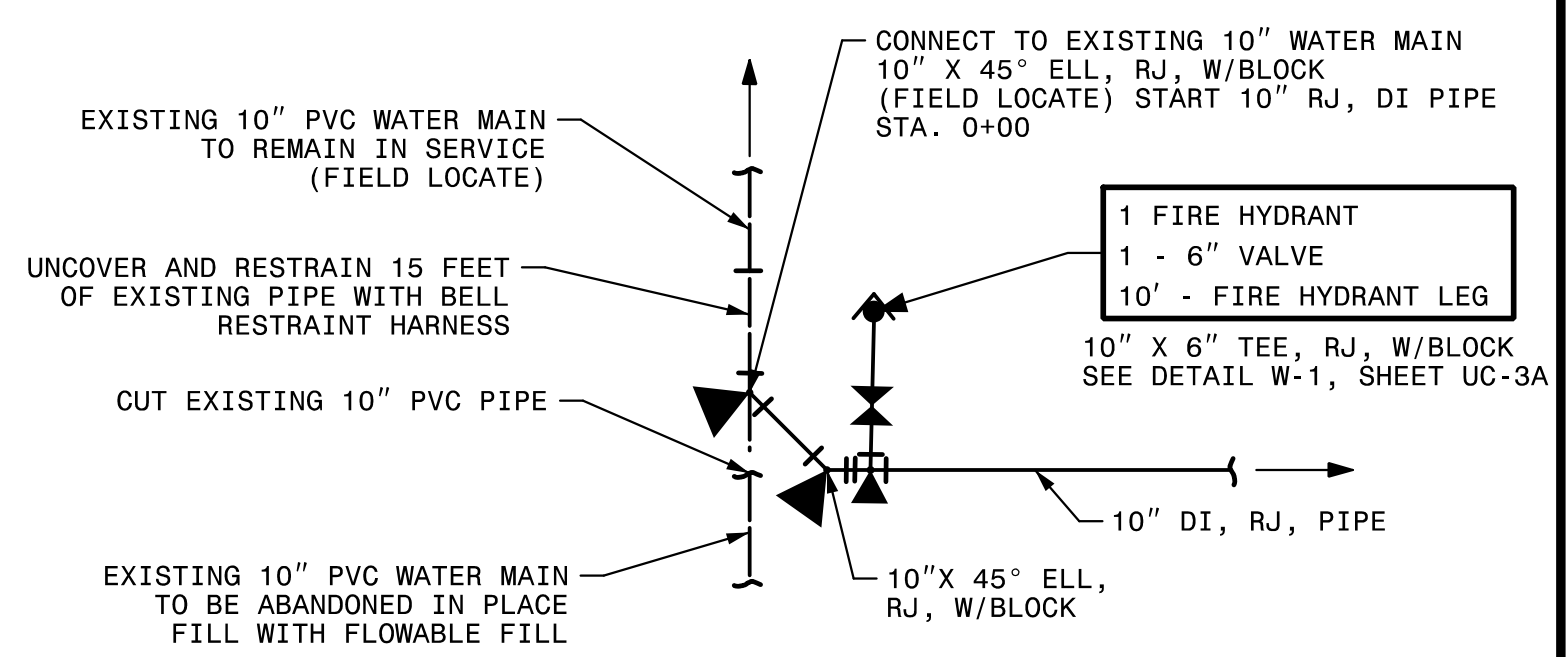 CONNECT TO EXISTING 10" WATER MAIN
10" X 45° ELL, RJ, W/BLOCK
(FIELD LOCATE) START 10" RJ, DI PIPE
STA. 0+00
EXISTING 10" PVC WATER MAIN
TO REMAIN IN SERVICE
(FIELD LOCATE)
1 FIRE HYDRANT
1 - 6" VALVE
10' - FIRE HYDRANT LEG
10" X 6" TEE, RJ, W/BLOCK
SEE DETAIL W-1, SHEET UC-3A
UNCOVER AND RESTRAIN 15 FEET
OF EXISTING PIPE WITH BELL
RESTRAINT HARNESS
CUT EXISTING 10" PVC PIPE
10" DI, RJ, PIPE
EXISTING 10" PVC WATER MAIN
TO BE ABANDONED IN PLACE
FILL WITH FLOWABLE FILL
10"X 45° ELL,
RJ, W/BLOCK